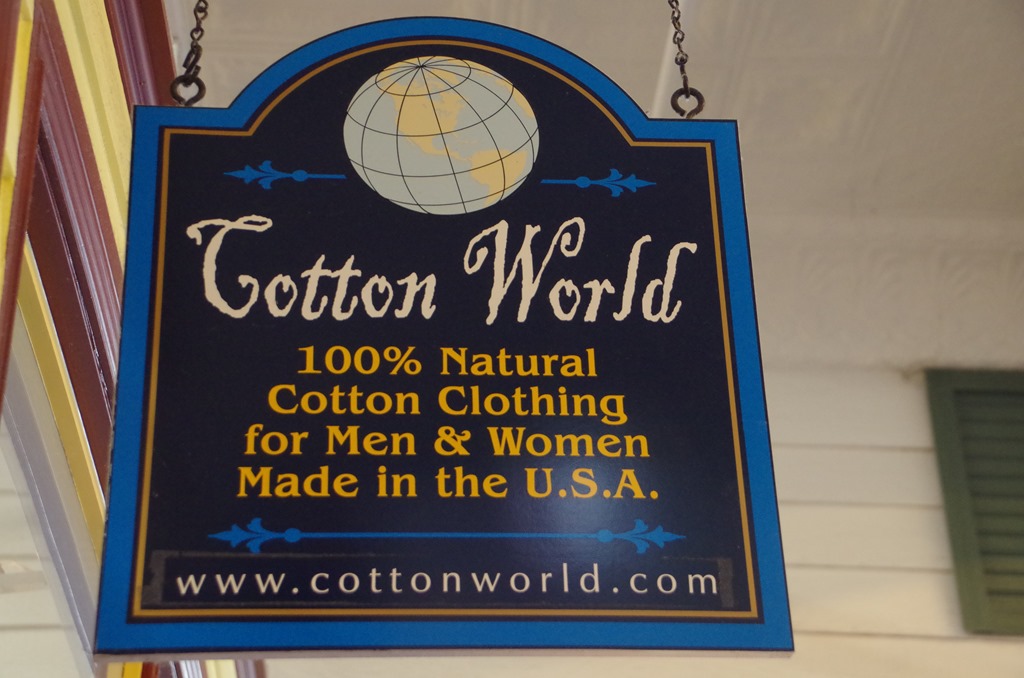 Cotton World
100% Natural
Cotton Clothing
for Men & Women
Made in the U.S.A.
www.cottonworld.com